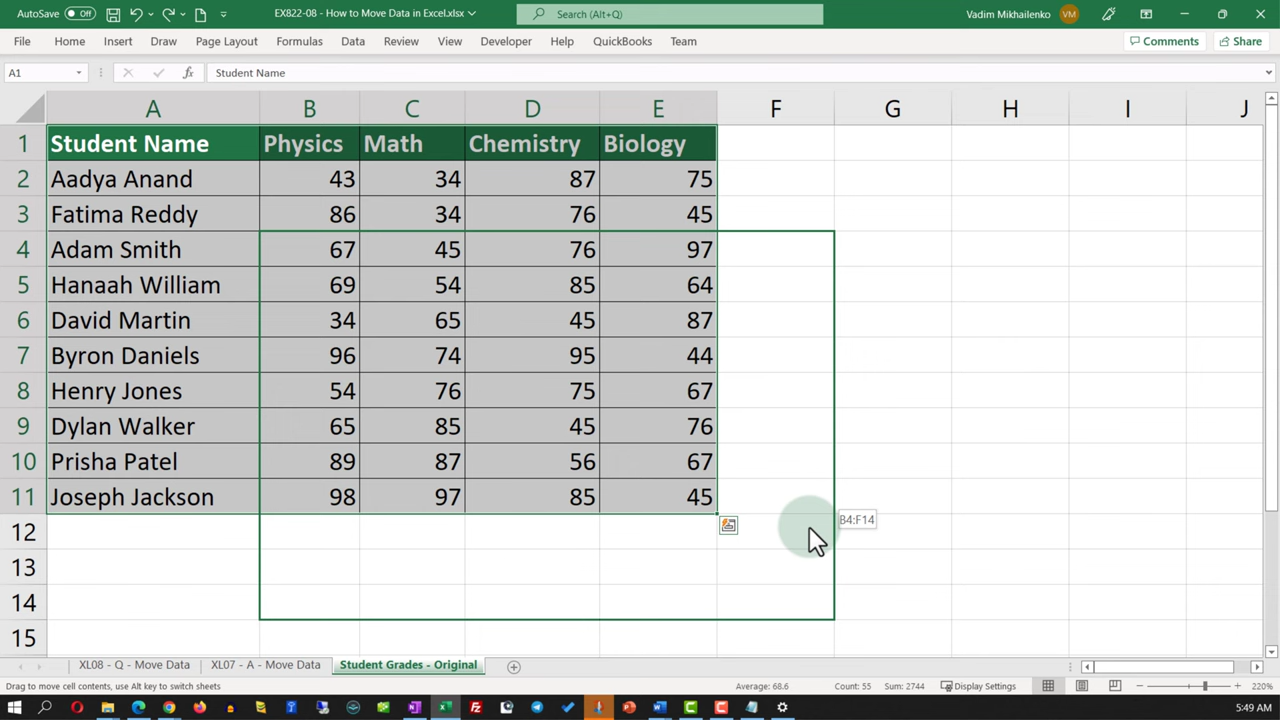 AutoSave Off EX822-08 - How to Move Data in Excel.xlsx Search (Alt+Q) Vadim Mikhailenko VM
File Home Insert Draw Page Layout Formulas Data Review View Developer Help QuickBooks Team Comments Share
A1 fx Student Name
A B C D E F G H I J
1 Student Name Physics Math Chemistry Biology
2 Aadya Anand 43 34 87 75
3 Fatima Reddy 86 34 76 45
4 Adam Smith 67 45 76 97
5 Hanaah William 69 54 85 64
6 David Martin 34 65 45 87
7 Byron Daniels 96 74 95 44
8 Henry Jones 54 76 75 67
9 Dylan Walker 65 85 45 76
10 Prisha Patel 89 87 56 67
11 Joseph Jackson 98 97 85 45
B4:F14
12
13
14
15
XL08 - Q - Move Data XL07 - A - Move Data Student Grades - Original
Drag to move cell contents, use Alt key to switch sheets Average: 68.6 Count: 55 Sum: 2744 Display Settings 220%
5:49 AM